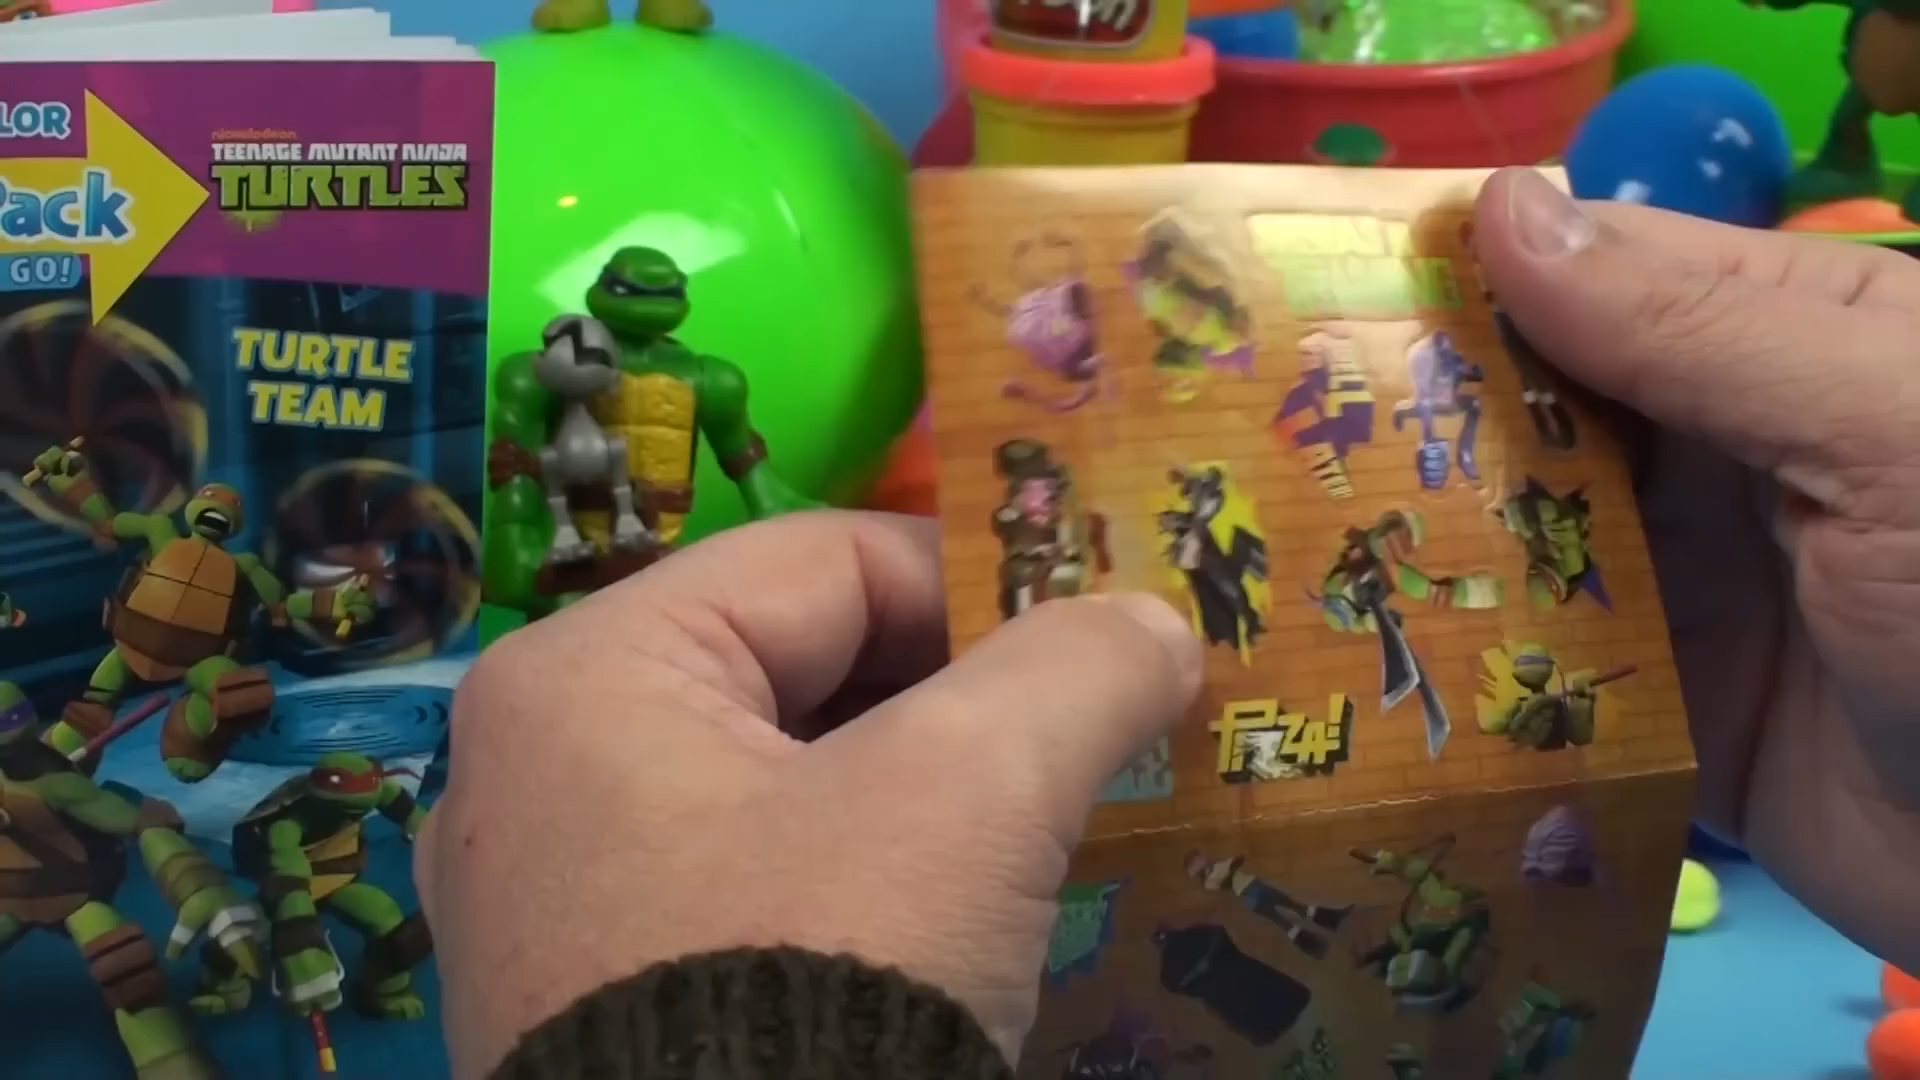 LOR
Pack
GO!
nickelodeon
TEENAGE MUTANT NINJA
TURTLES
TURTLE
TEAM
PIZZA!